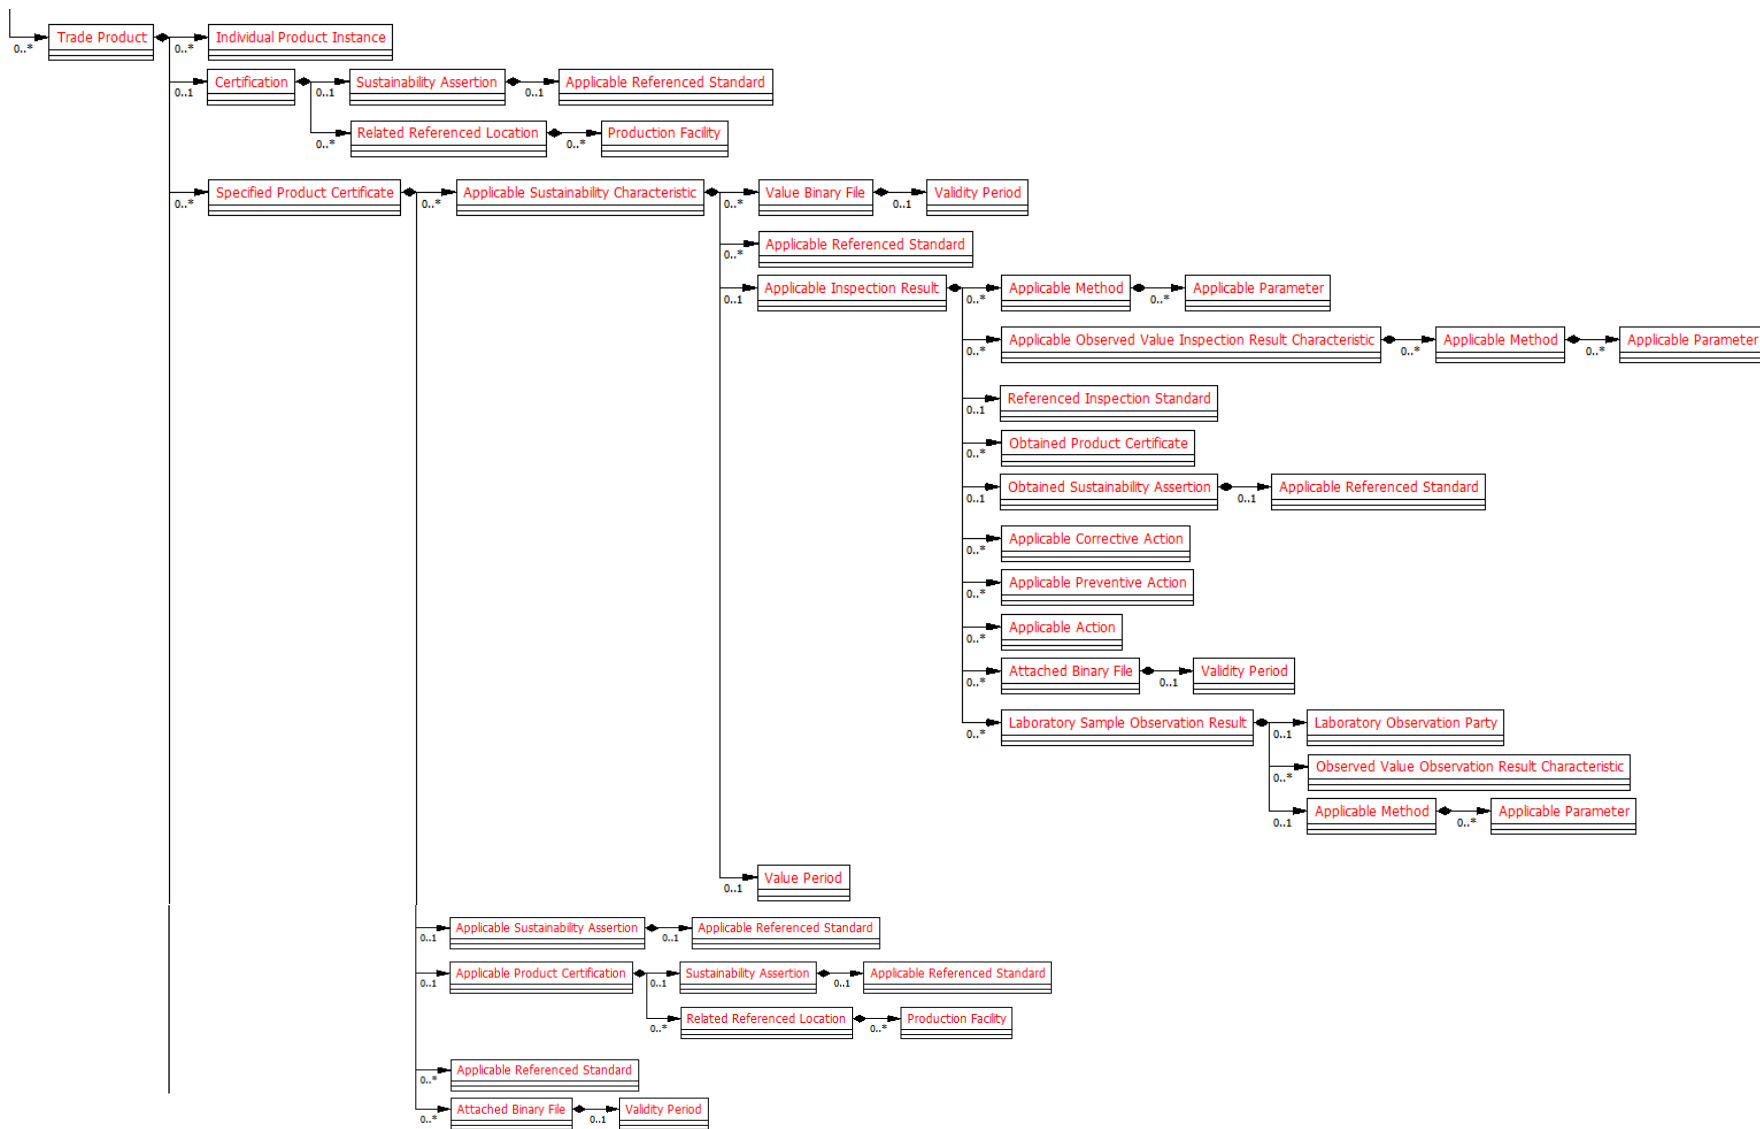 Trade Product
0..*
Individual Product Instance
0..*
Certification
0..1
Sustainability Assertion
0..1
Applicable Referenced Standard
0..1
Related Referenced Location
0..*
Production Facility
0..*
Specified Product Certificate
0..*
Applicable Sustainability Characteristic
0..*
Value Binary File
0..*
Validity Period
0..1
Applicable Referenced Standard
0..*
Applicable Inspection Result
0..1
Applicable Method
0..*
Applicable Parameter
0..*
Applicable Observed Value Inspection Result Characteristic
0..*
Applicable Method
0..*
Applicable Parameter
0..*
Referenced Inspection Standard
0..1
Obtained Product Certificate
0..*
Obtained Sustainability Assertion
0..1
Applicable Referenced Standard
0..1
Applicable Corrective Action
0..*
Applicable Preventive Action
0..*
Applicable Action
0..*
Attached Binary File
0..*
Validity Period
0..1
Laboratory Sample Observation Result
0..*
Laboratory Observation Party
0..1
Observed Value Observation Result Characteristic
0..*
Applicable Method
0..1
Applicable Parameter
0..*
Value Period
0..1
Applicable Sustainability Assertion
0..1
Applicable Referenced Standard
0..1
Applicable Product Certification
0..1
Sustainability Assertion
0..1
Applicable Referenced Standard
0..1
Related Referenced Location
0..*
Production Facility
0..*
Applicable Referenced Standard
0..*
Attached Binary File
0..*
Validity Period
0..1